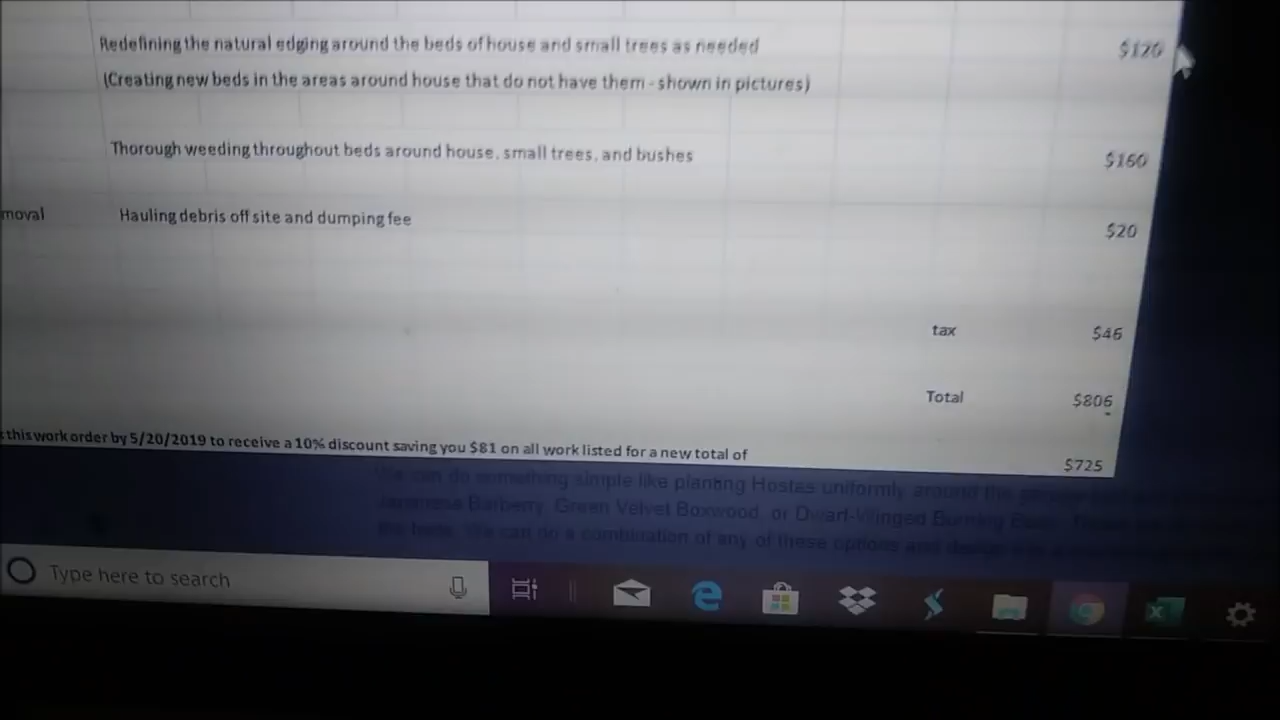 Redefining the natural edging around the beds of house and small trees as needed $120
(Creating new beds in the areas around house that do not have them - shown in pictures)
Thorough weeding throughout beds around house, small trees, and bushes $160
moval Hauling debris off site and dumping fee $20
tax $46
Total $806
this work order by 5/20/2019 to receive a 10% discount saving you $81 on all work listed for a new total of $725
We can do something simple like planting Hostas uniformly around the
Japanese Barberry, Green Velvet Boxwood, or Dwarf-Winged Burning Bush.
the beds. We can do a combination of any of these options and design
Type here to search